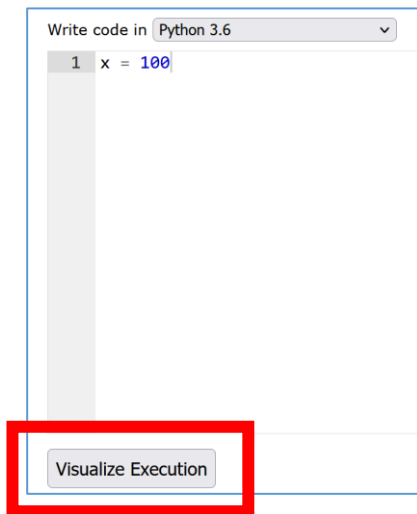 Write code in Python 3.6
1 x = 100
Visualize Execution